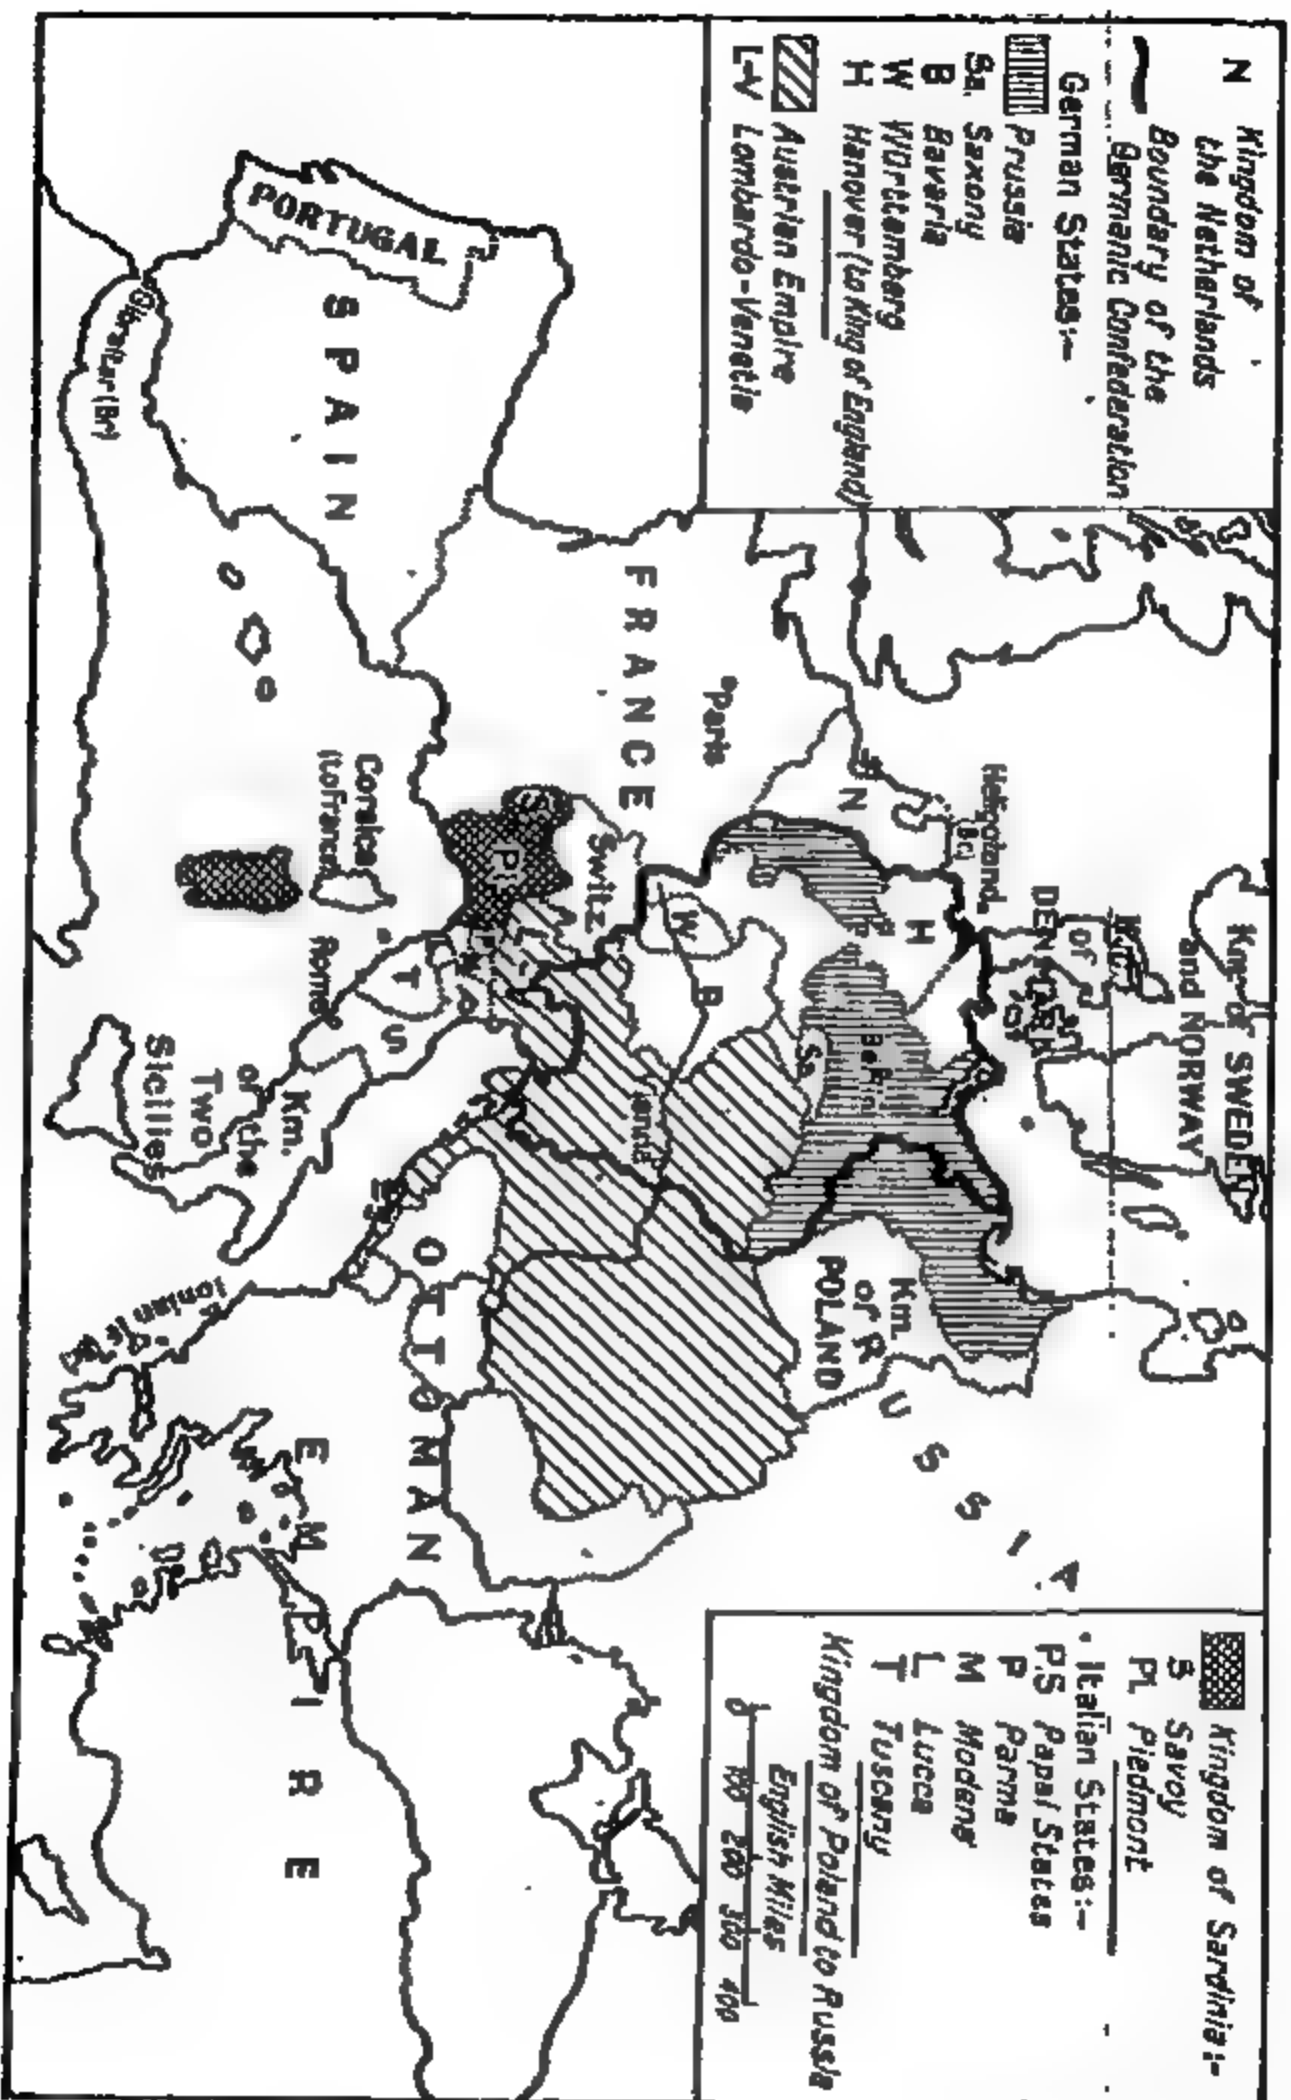 N Kingdom of
the Netherlands
Boundary of the
Germanic Confederation
German States:-
Prussia
Sa. Saxony
B Bavaria
W Württemberg
H Hanover (to King of England)
Austrian Empire
L-V Lombardo-Venetia
Kingdom of Sardinia:-
S Savoy
Pi. Piedmont
Italian States:-
P.S Papal States
P Parma
M Modena
L Lucca
T Tuscany
Kingdom of Poland to Russia
English Miles
0 100 200 300 400
SWEDEN
and NORWAY
Km.
of
DENMARK
Heligoland
(Br)
N
H
Sa
RUSSIA
Km.
of
POLAND
Paris
FRANCE
W
B
Switz.
S
Pi
PORTUGAL
SPAIN
Gibraltar (Br)
Corsica
(to France)
Rome
T
S
Km.
of the
Two
Sicilies
OTTOMAN
EMPIRE
Ionian Is